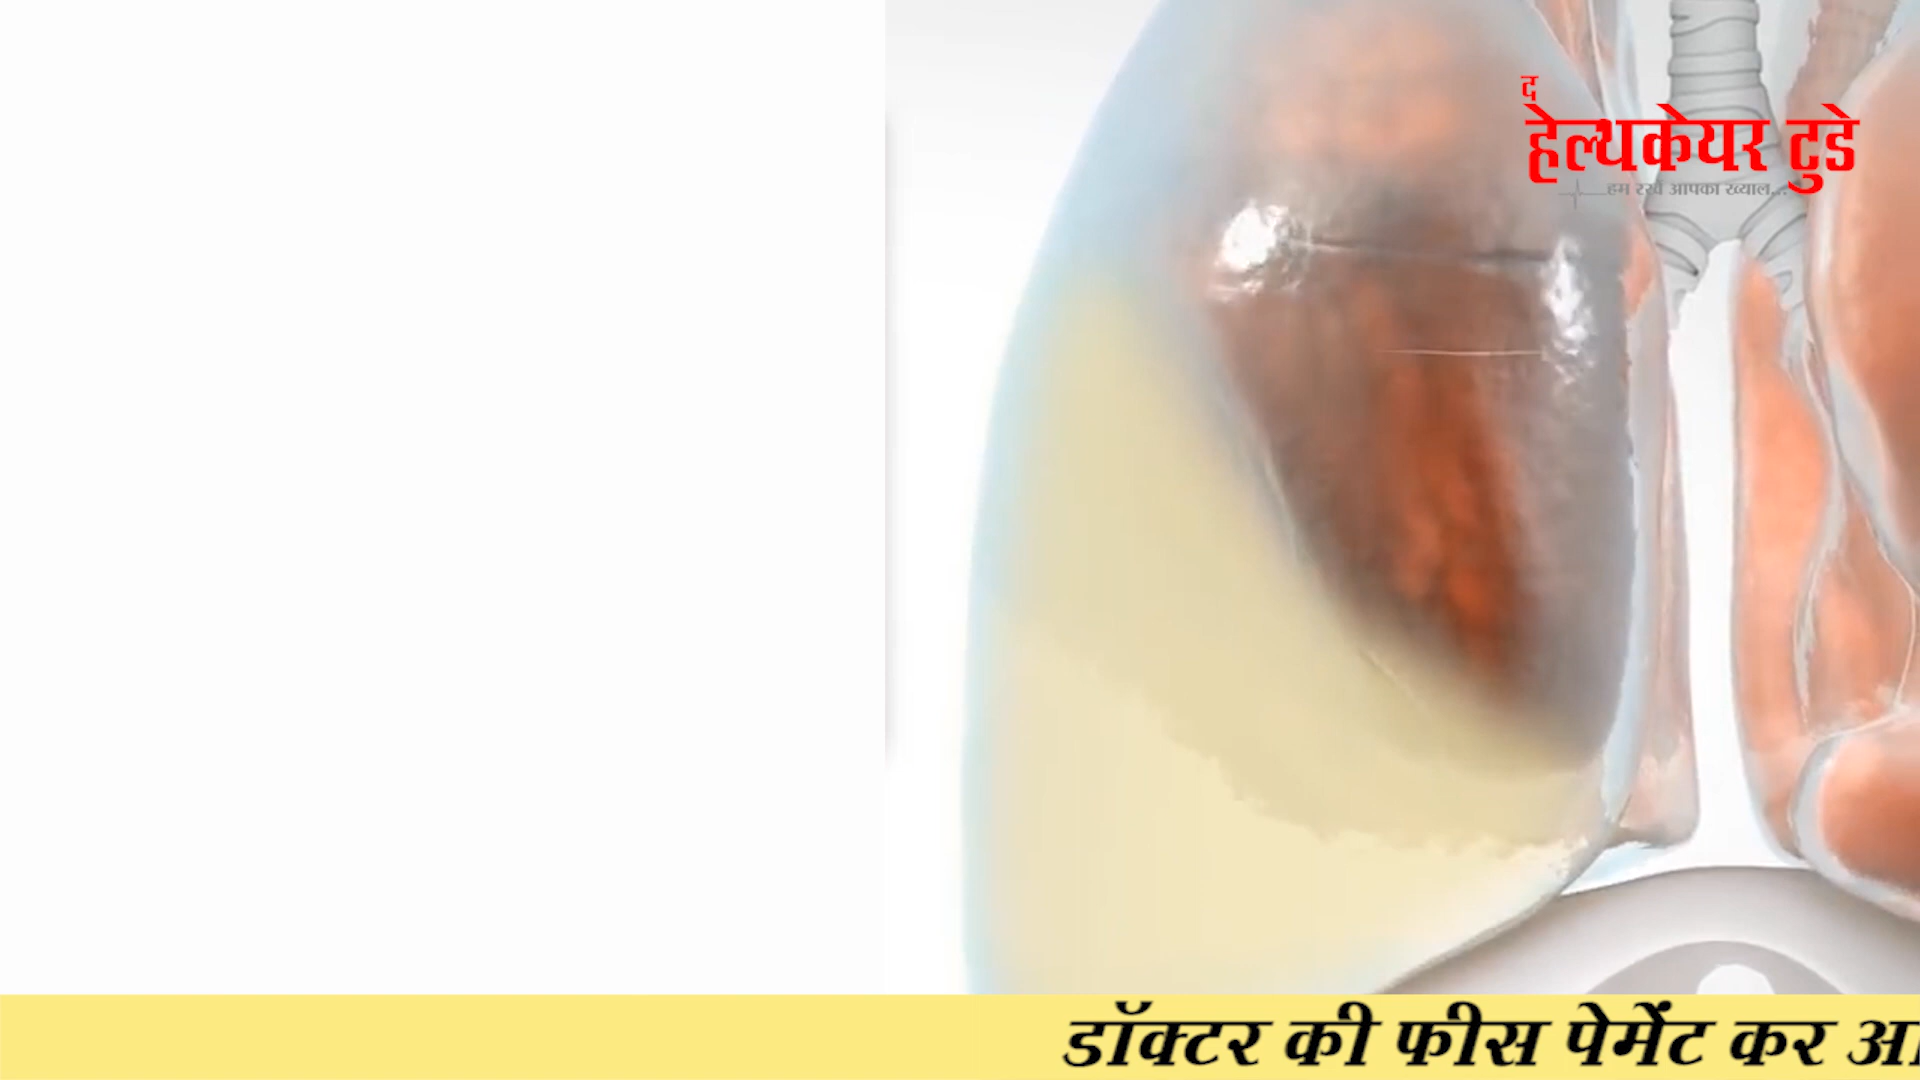 द
हेल्थकेयर टुडे
हम रखें आपका ख्याल...
डॉक्टर की फीस पेमेंट कर